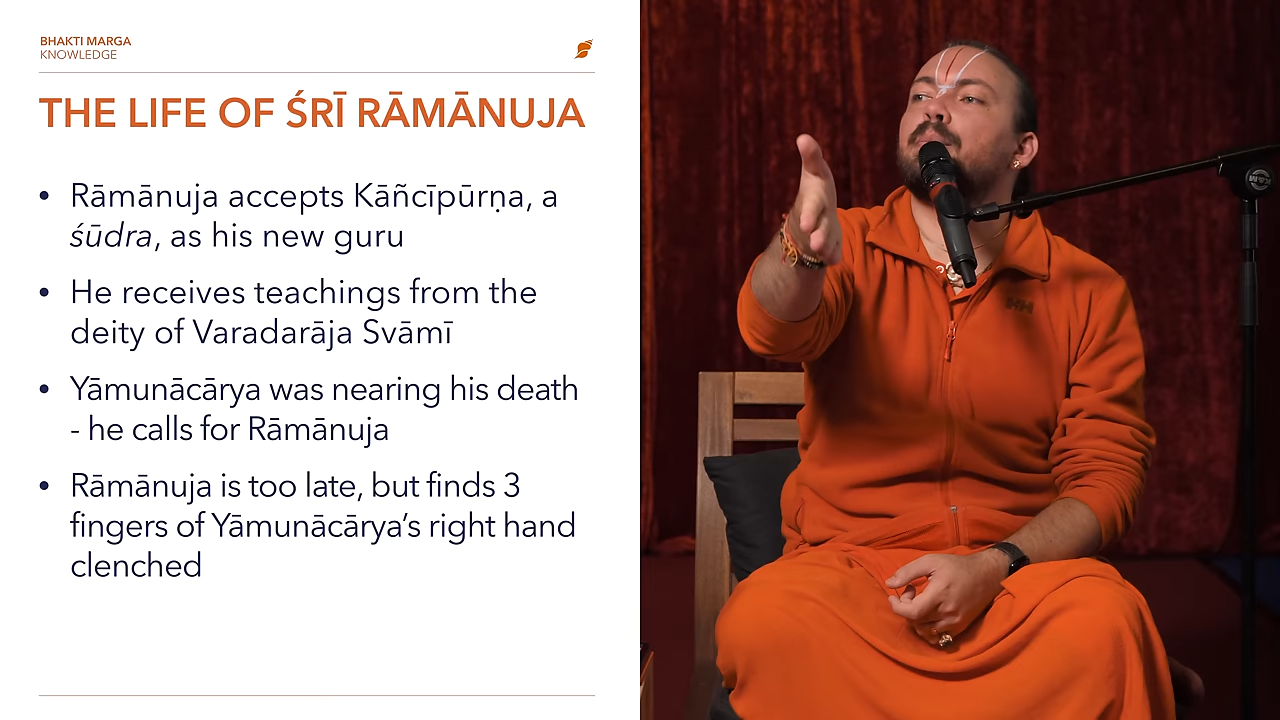 BHAKTI MARGA
KNOWLEDGE
THE LIFE OF ŚRĪ RĀMĀNUJA
• Rāmānuja accepts Kāñcīpūrṇa, a
śūdra, as his new guru
• He receives teachings from the
deity of Varadarāja Svāmī
• Yāmunācārya was nearing his death
- he calls for Rāmānuja
• Rāmānuja is too late, but finds 3
fingers of Yāmunācārya’s right hand
clenched
HH
K&M